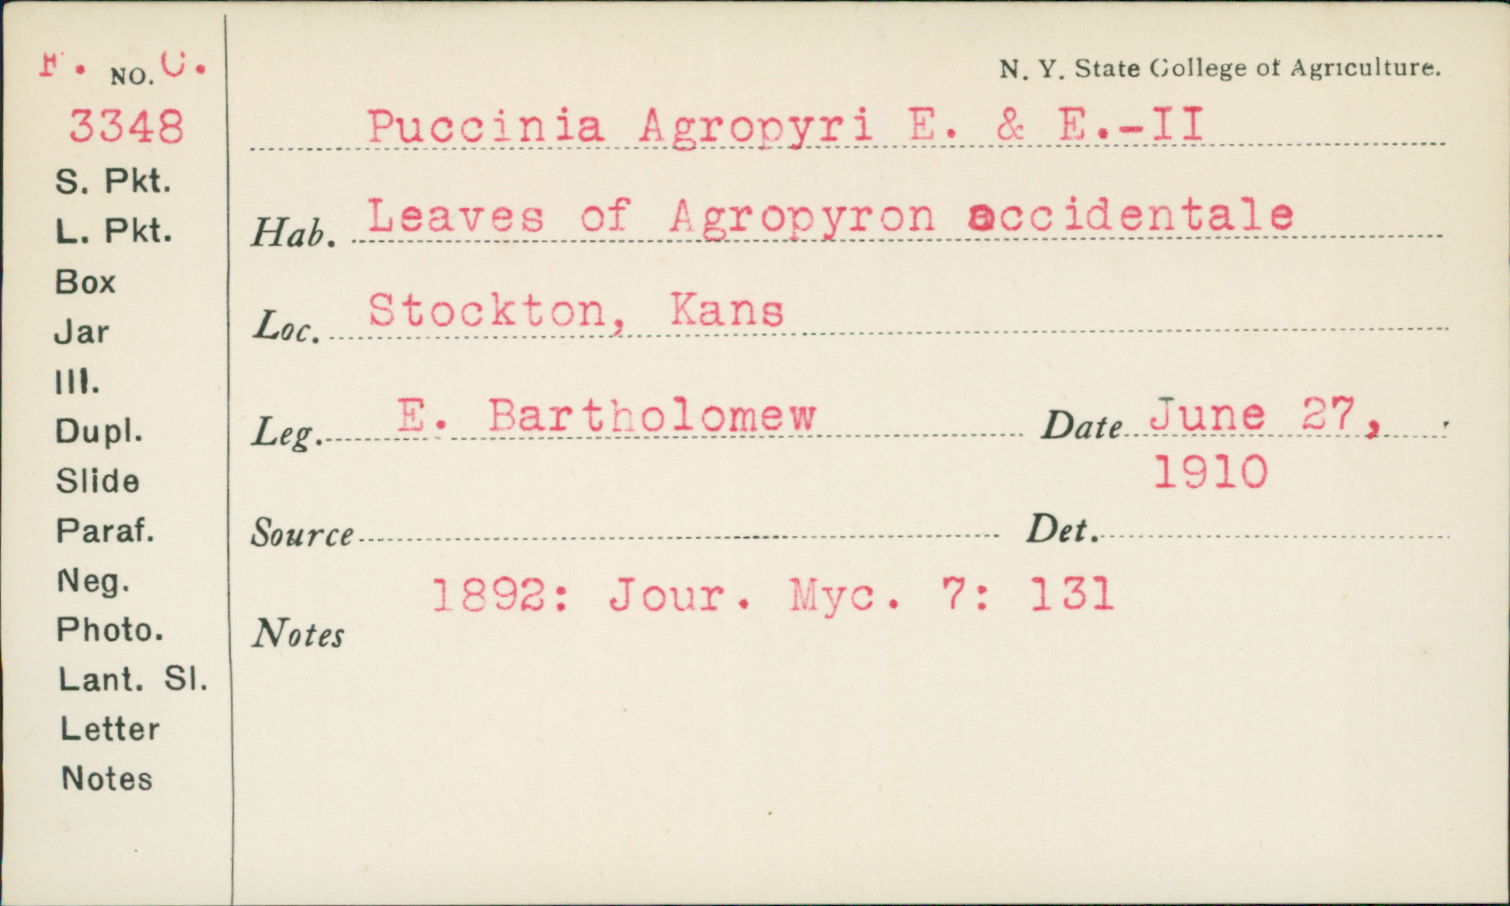 F. NO. C.
3348
S. Pkt.
L. Pkt.
Box
Jar
Ill.
Dupl.
Slide
Paraf.
Neg.
Photo.
Lant. Sl.
Letter
Notes
N. Y. State College of Agriculture.
Puccinia Agropyri E. & E.-II
Hab. Leaves of Agropyron occidentale
Loc. Stockton, Kans
Leg. E. Bartholomew Date June 27,
1910
Source Det.
1892: Jour. Myc. 7: 131
Notes